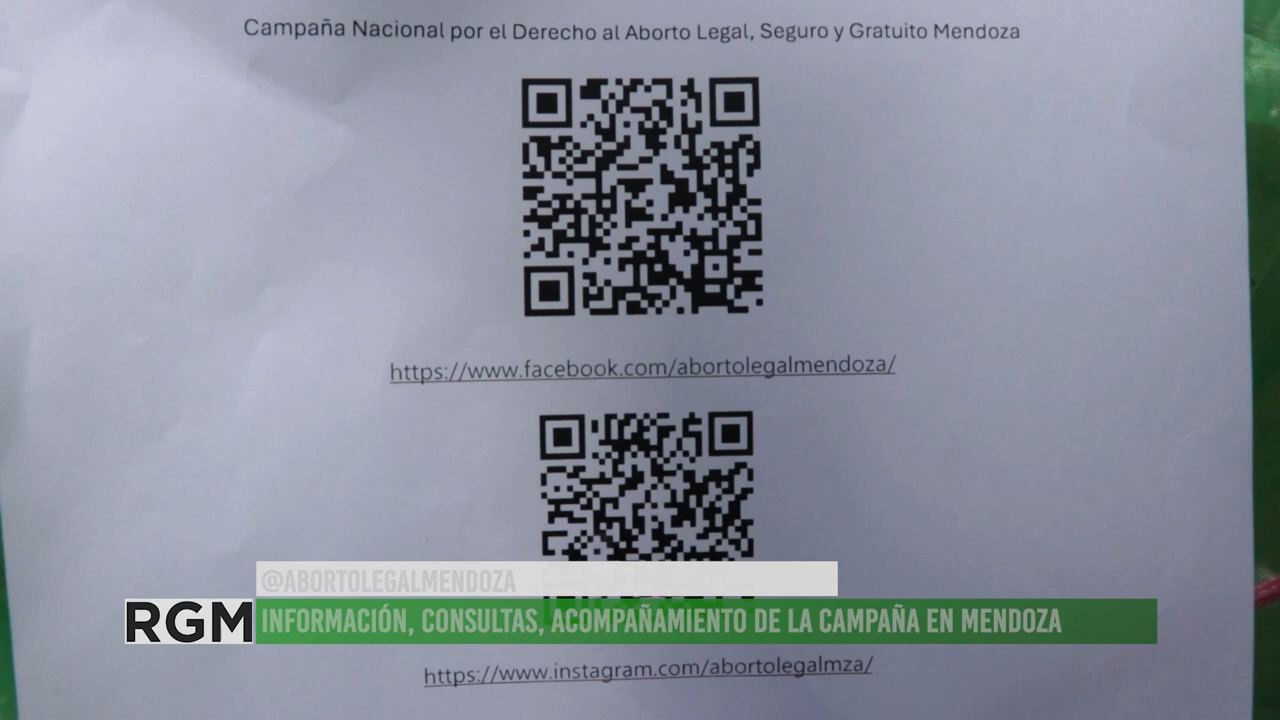 Campaña Nacional por el Derecho al Aborto Legal, Seguro y Gratuito Mendoza
https://www.facebook.com/abortolegalmendoza/
@ABORTOLEGALMENDOZA
RGM INFORMACIÓN, CONSULTAS, ACOMPAÑAMIENTO DE LA CAMPAÑA EN MENDOZA
https://www.instagram.com/abortolegalmza/